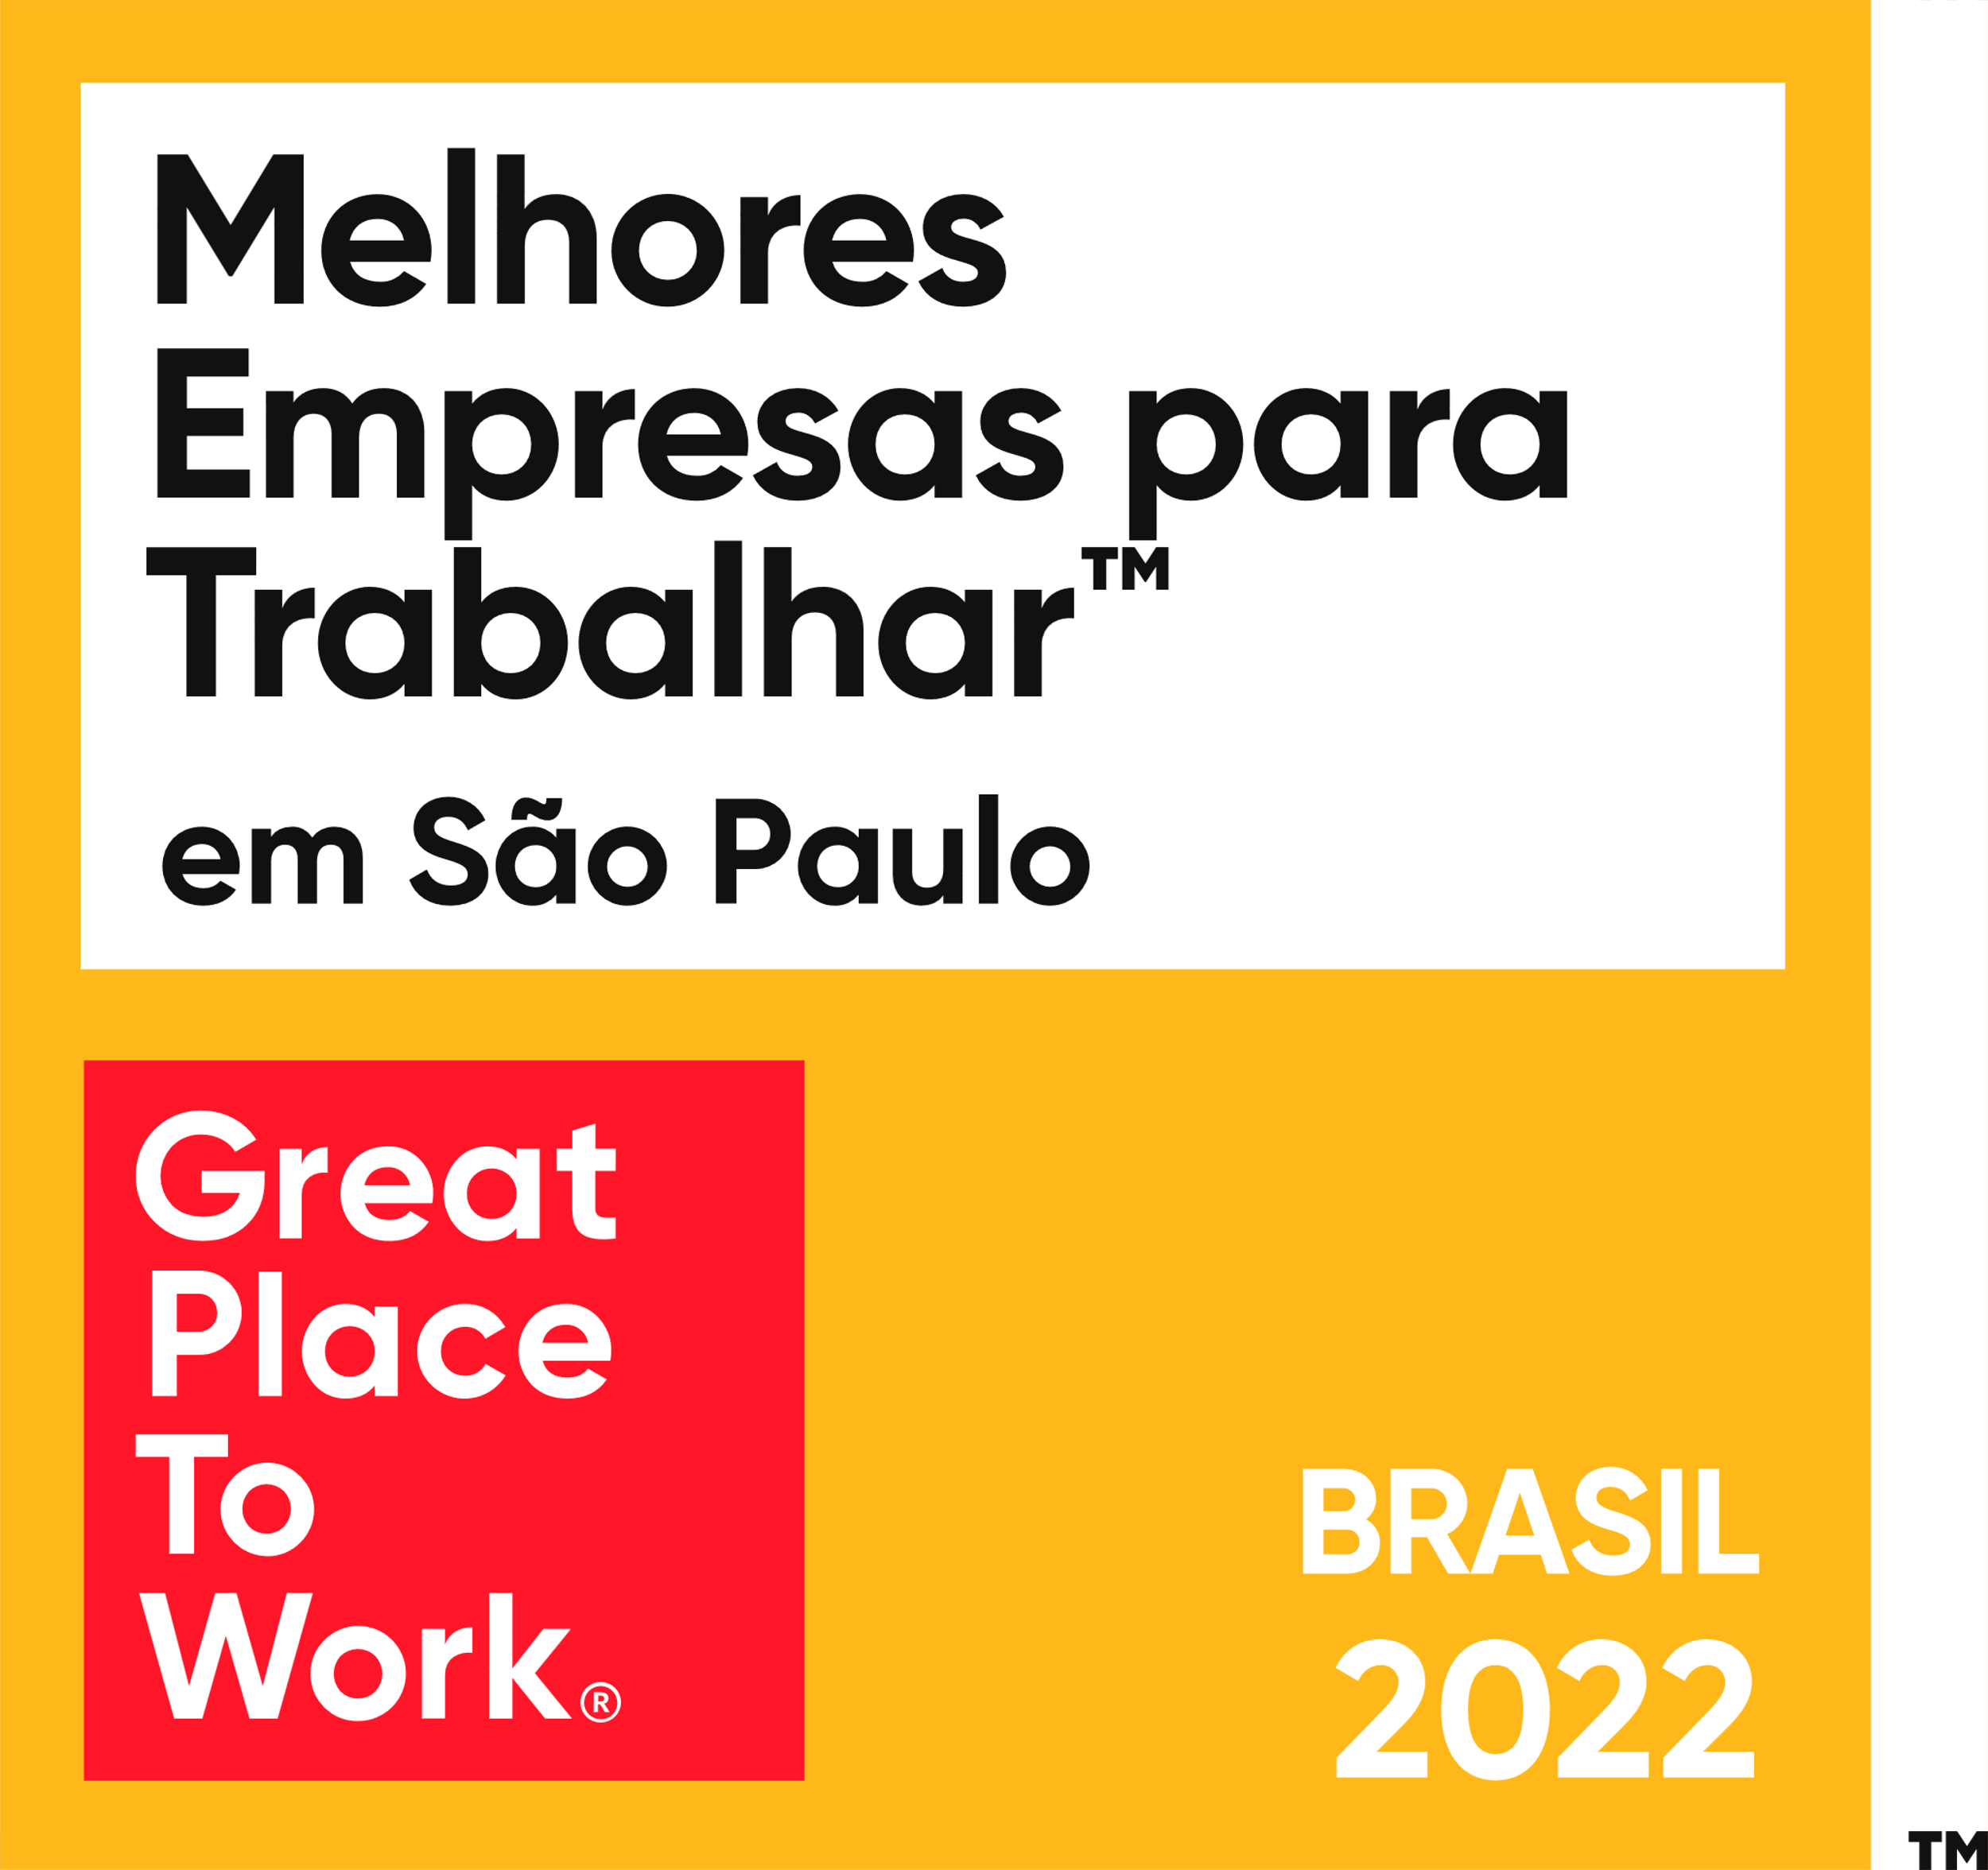 Melhores
Empresas para
Trabalhar™
em São Paulo
Great
Place
To
Work®
BRASIL
2022
TM